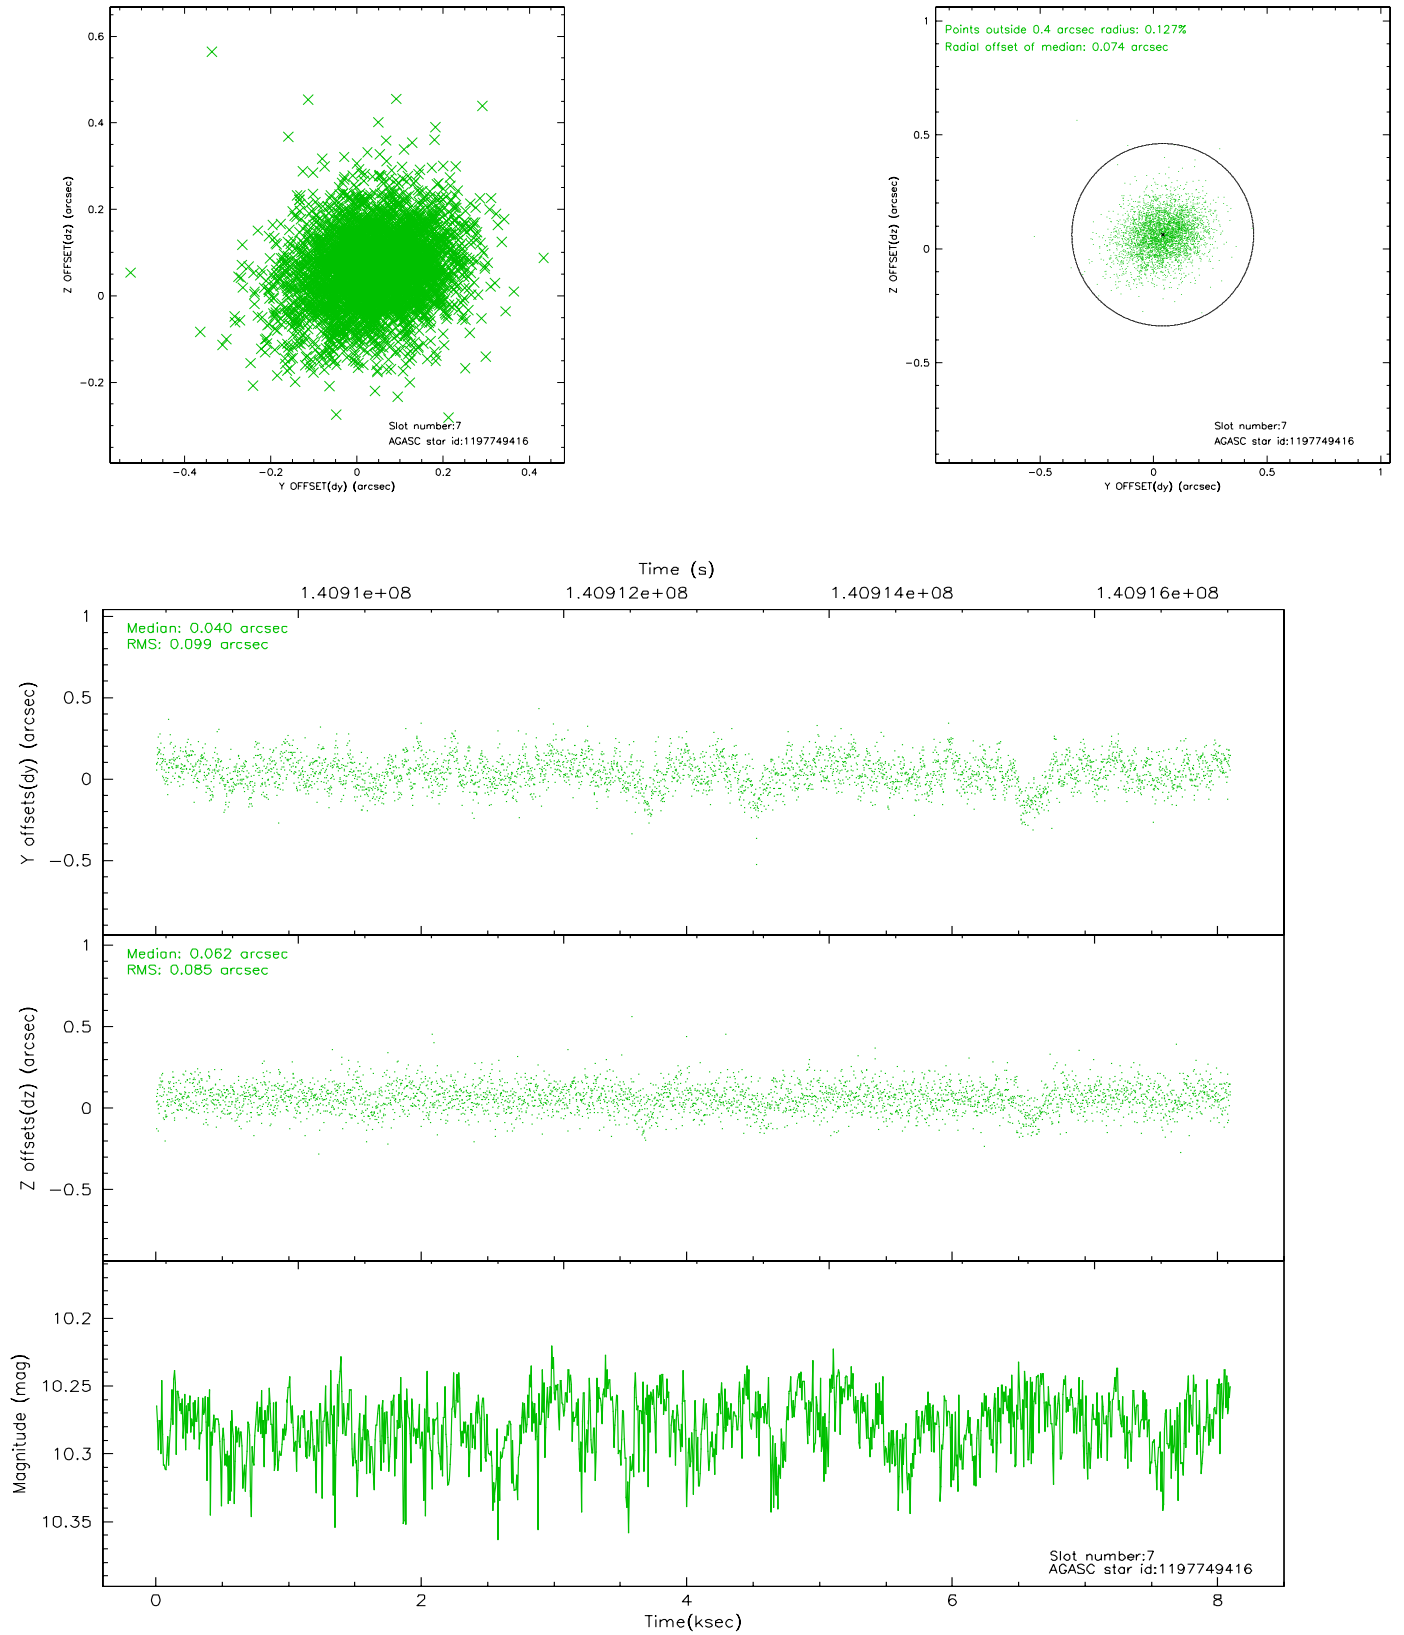 0.6
0.4
0.2
0
−0.2
Z OFFSET(dz) (arcsec)
−0.4 −0.2 0 0.2 0.4
Y OFFSET(dy) (arcsec)
Slot number:7
AGASC star id:1197749416
Points outside 0.4 arcsec radius: 0.127%
Radial offset of median: 0.074 arcsec
1
0.5
0
−0.5
Z OFFSET(dz) (arcsec)
−0.5 0 0.5 1
Y OFFSET(dy) (arcsec)
Slot number:7
AGASC star id:1197749416
Time (s)
1.4091e+08 1.40912e+08 1.40914e+08 1.40916e+08
Median: 0.040 arcsec
RMS: 0.099 arcsec
1
0.5
0
−0.5
Y offsets(dy) (arcsec)
Median: 0.062 arcsec
RMS: 0.085 arcsec
1
0.5
0
−0.5
Z offsets(dz) (arcsec)
10.2
10.25
10.3
10.35
Magnitude (mag)
Slot number:7
AGASC star id:1197749416
0 2 4 6 8
Time(ksec)